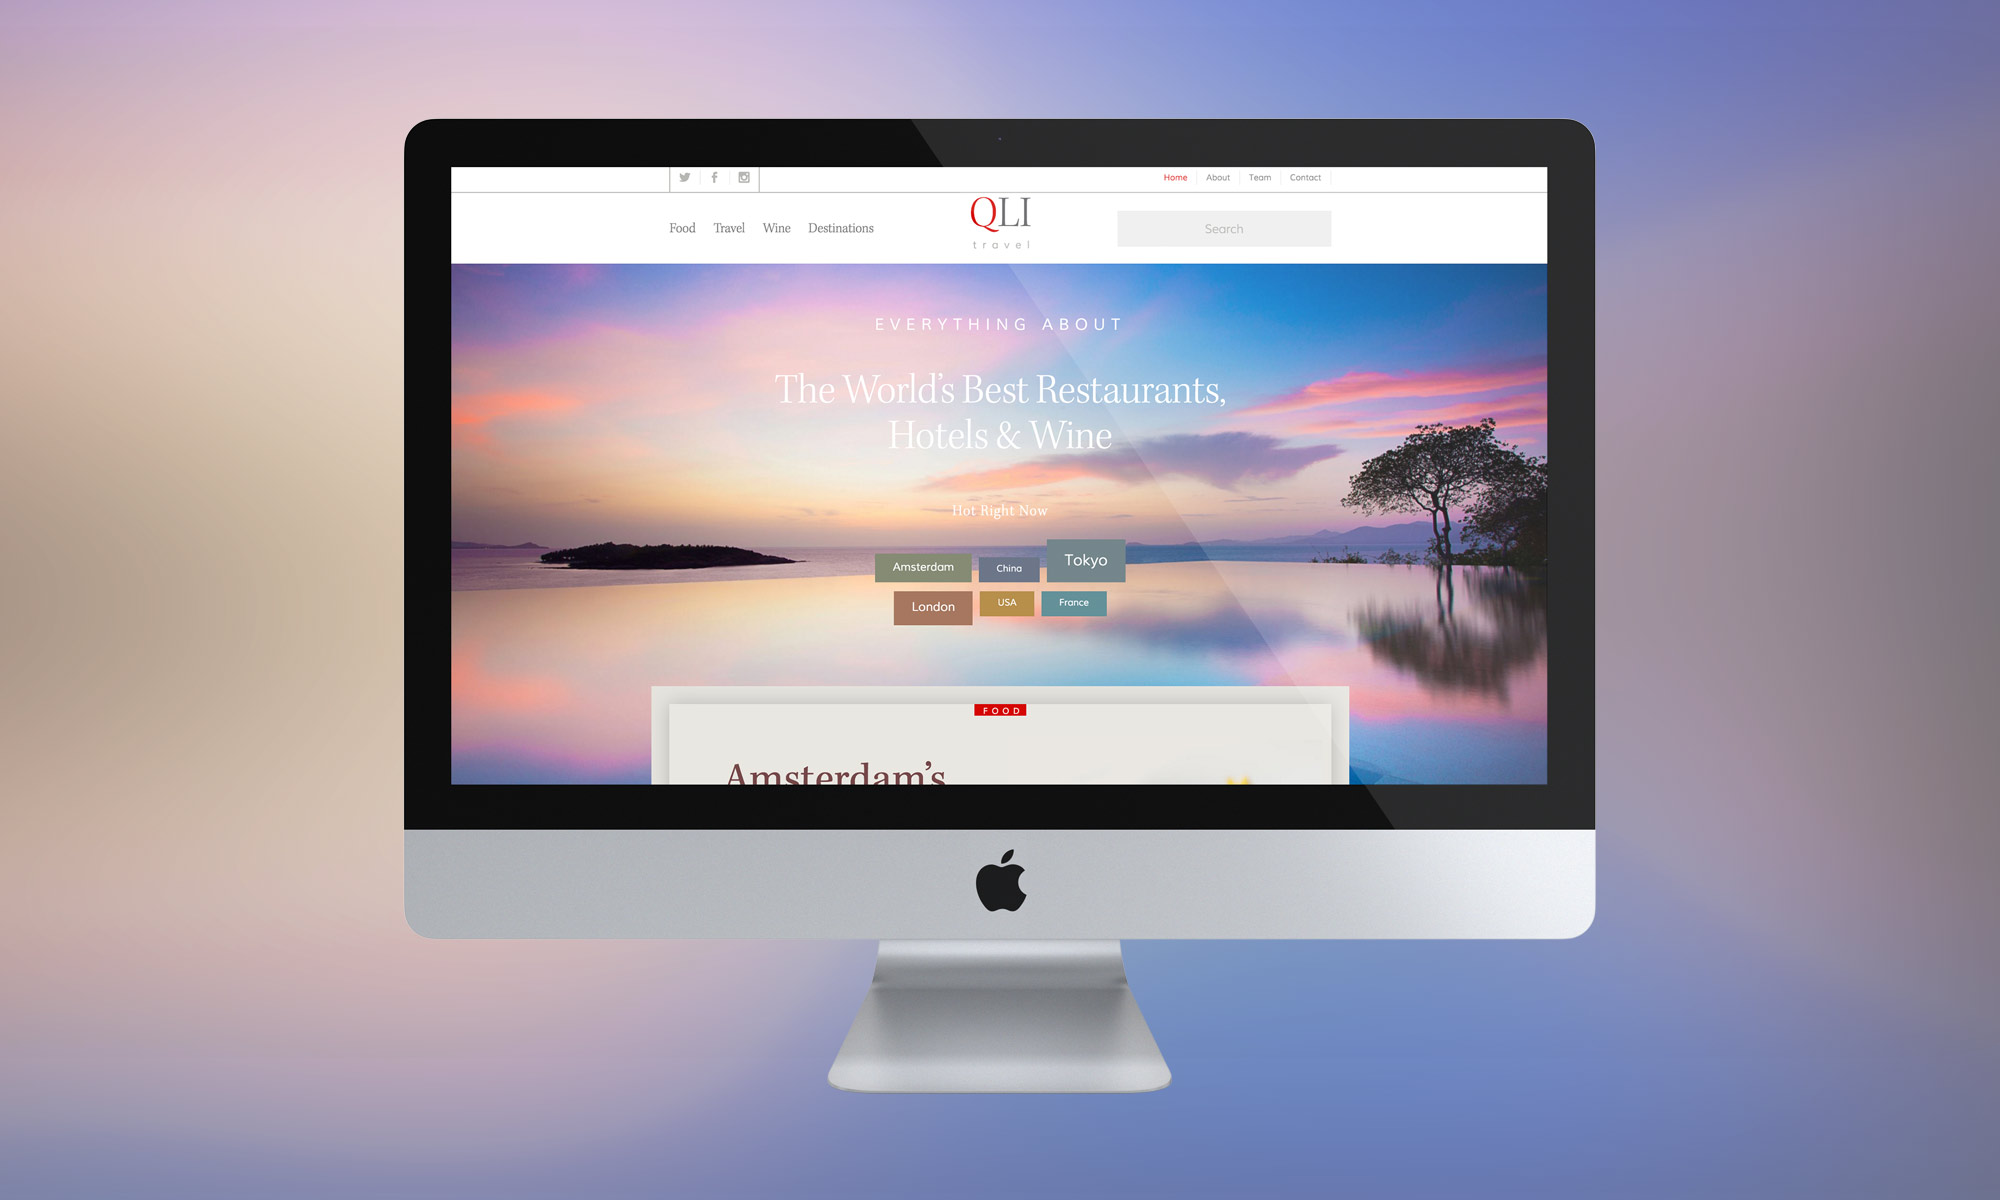 Home About Team Contact
Food Travel Wine Destinations
QLI
travel
Search
EVERYTHING ABOUT
The World's Best Restaurants,
Hotels & Wine
Hot Right Now
Amsterdam China Tokyo
London USA France
FOOD
Amsterdam's